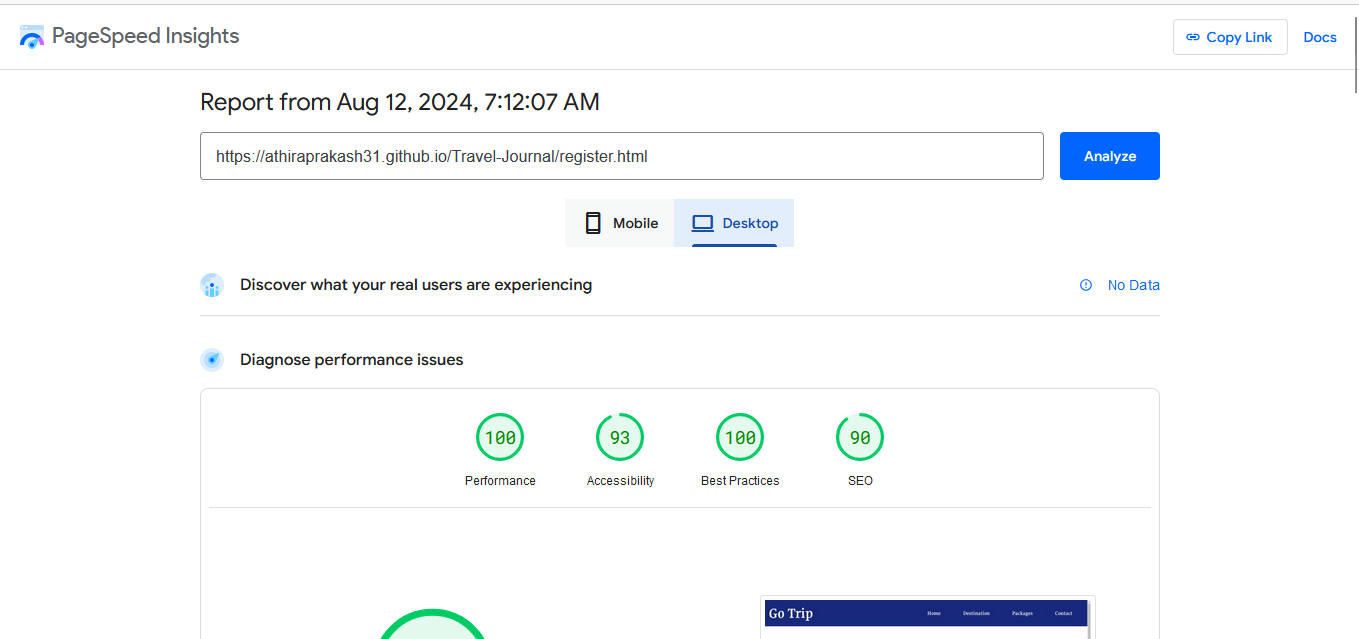 PageSpeed Insights
Copy Link
Docs
Report from Aug 12, 2024, 7:12:07 AM
https://athiraprakash31.github.io/Travel-Journal/register.html
Analyze
Mobile
Desktop
Discover what your real users are experiencing
No Data
Diagnose performance issues
100
93
100
90
Performance
Accessibility
Best Practices
SEO
Go Trip
Home
Destination
Packages
Contact